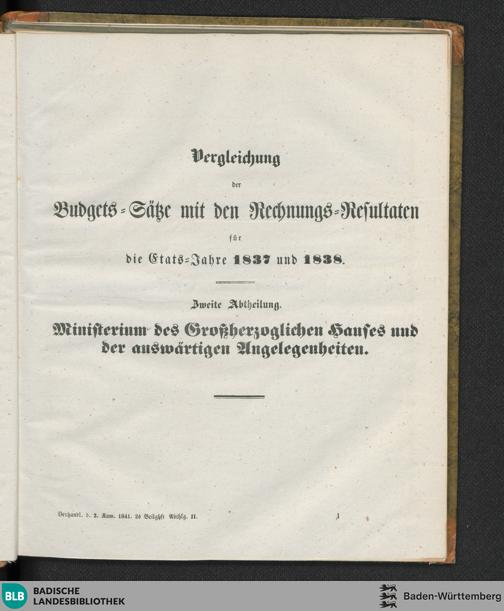 Vergleichung
der
Budgets-Sätze mit den Rechnungs-Resultaten
für
die Etats-Jahre 1837 und 1838.
Zweite Abtheilung.
Ministerium des Großherzoglichen Hauses und
der auswärtigen Angelegenheiten.
Verhandl. d. 2. Kam. 1841. 2s Beilghft Abthlg. II. 1
BLB BADISCHE
LANDESBIBLIOTHEK
Baden-Württemberg